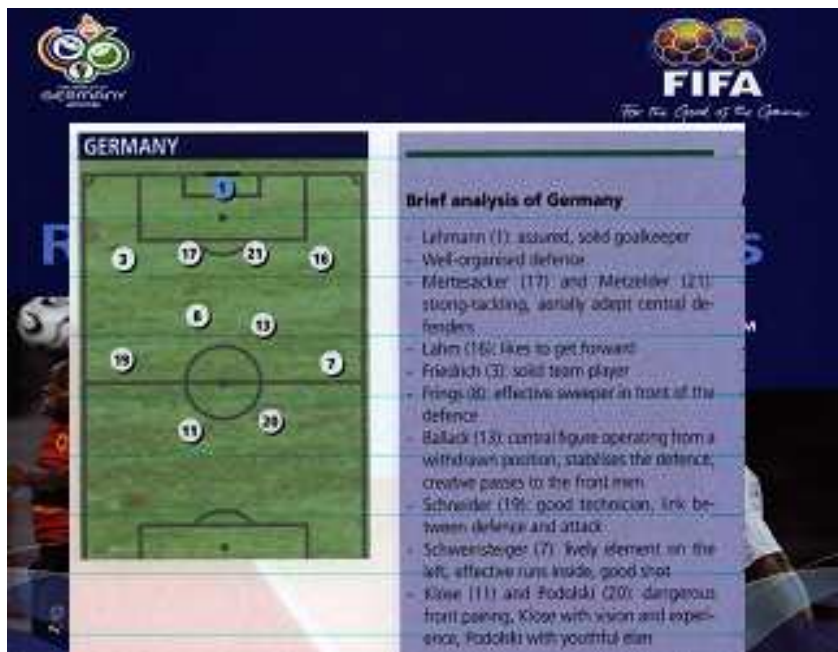 GERMANY
FIFA
For the Good of the Game
GERMANY
1
3
17
21
16
8
13
19
7
11
20
Brief analysis of Germany
- Lehmann (1): assured, solid goalkeeper
- Well-organised defence
- Mertesacker (17) and Metzelder (21):
strong-tackling, aerially adept central de-
fenders
- Lahm (16): likes to get forward
- Friedrich (3): solid team player
- Frings (8): effective sweeper in front of the
defence
- Ballack (13): central figure operating from a
withdrawn position, stabilises the defence,
creative passes to the front men
- Schneider (19): good technician, link be-
tween defence and attack
- Schweinsteiger (7): lively element on the
left, effective runs inside, good shot
- Klose (11) and Podolski (20): dangerous
front pairing, Klose with vision and experi-
ence, Podolski with youthful elan